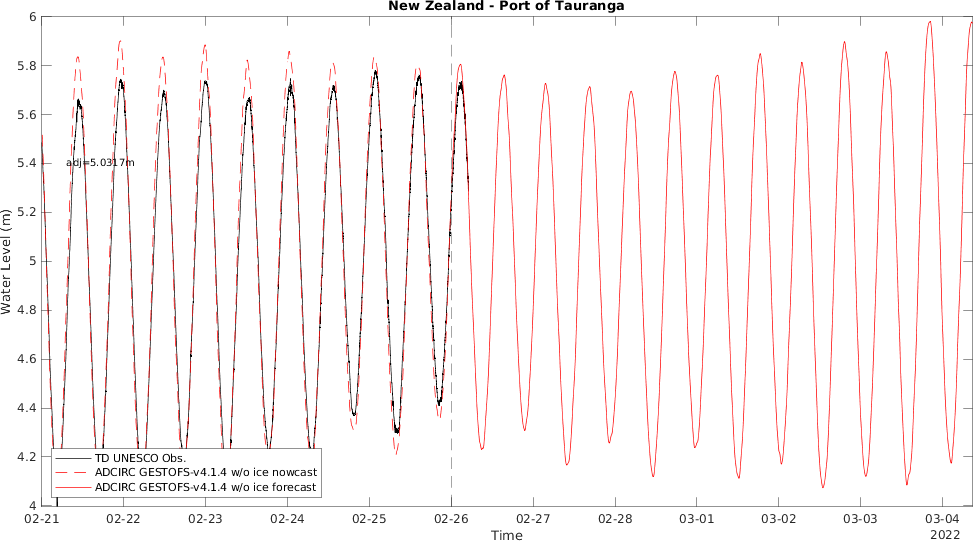 New Zealand - Port of Tauranga
6
5.8
5.6
5.4
5.2
5
4.8
4.6
4.4
4.2
4
Water Level (m)
adj=5.0317m
TD UNESCO Obs.
ADCIRC GESTOFS-v4.1.4 w/o ice nowcast
ADCIRC GESTOFS-v4.1.4 w/o ice forecast
02-21 02-22 02-23 02-24 02-25 02-26 02-27 02-28 03-01 03-02 03-03 03-04
2022
Time